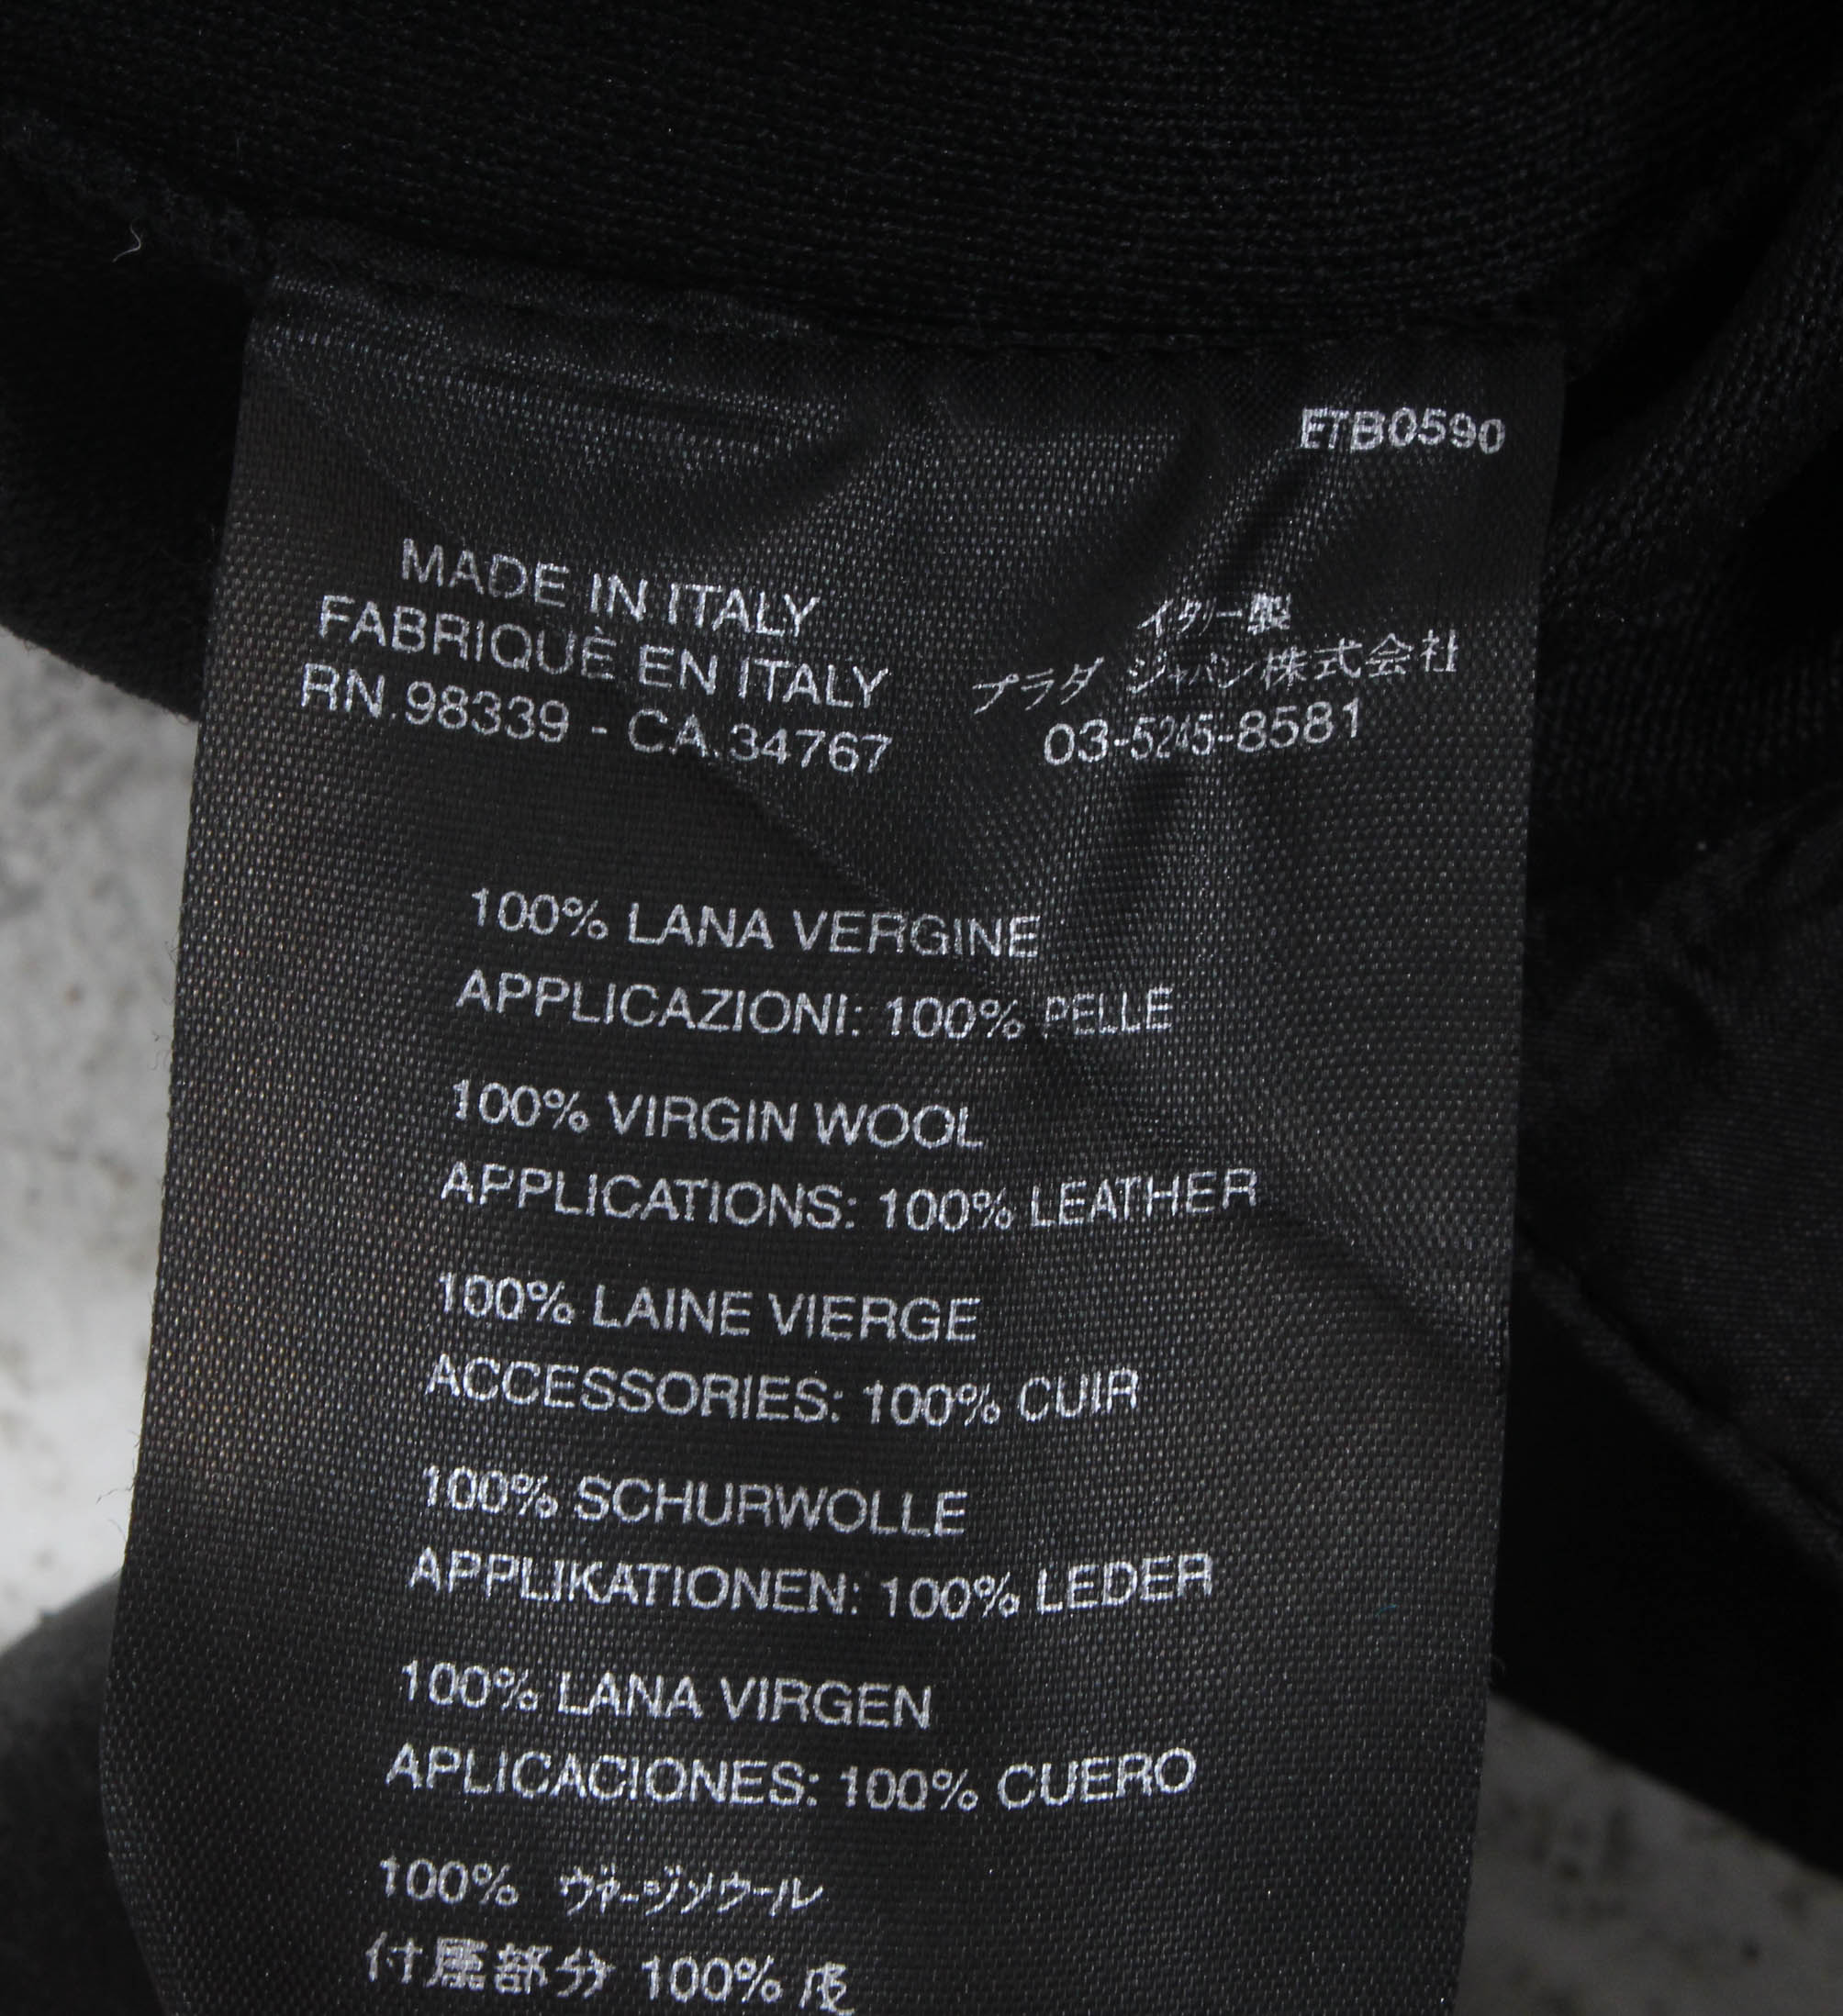 ETB0590
MADE IN ITALY
FABRIQUÈ EN ITALY
RN.98339 - CA.34767
イタリー製
プラダ ジャパン株式会社
03-5245-8581
100% LANA VERGINE
APPLICAZIONI: 100% PELLE
100% VIRGIN WOOL
APPLICATIONS: 100% LEATHER
100% LAINE VIERGE
ACCESSORIES: 100% CUIR
100% SCHURWOLLE
APPLIKATIONEN: 100% LEDER
100% LANA VIRGEN
APLICACIONES: 100% CUERO
100% ヴァージンウール
付属部分 100% 皮